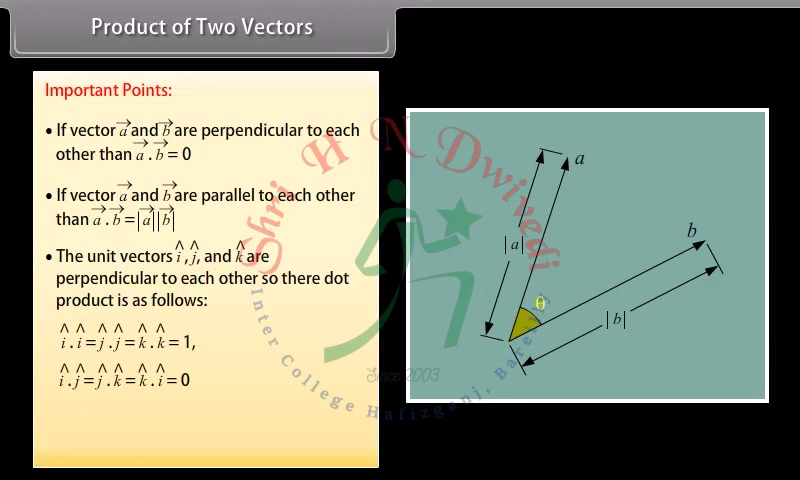 Product of Two Vectors
Important Points:
• If vector a⃗ and b⃗ are perpendicular to each
other than a⃗ . b⃗ = 0
• If vector a⃗ and b⃗ are parallel to each other
than a⃗ . b⃗ = |a⃗||b⃗|
• The unit vectors î , ĵ, and k̂ are
perpendicular to each other so there dot
product is as follows:
î . î = ĵ . ĵ = k̂ . k̂ = 1,
î . ĵ = ĵ . k̂ = k̂ . î = 0
a
b
|a|
θ
|b|
Shri H N Dwivedi
Inter College Hafizganj, Bareilly
Since 2003